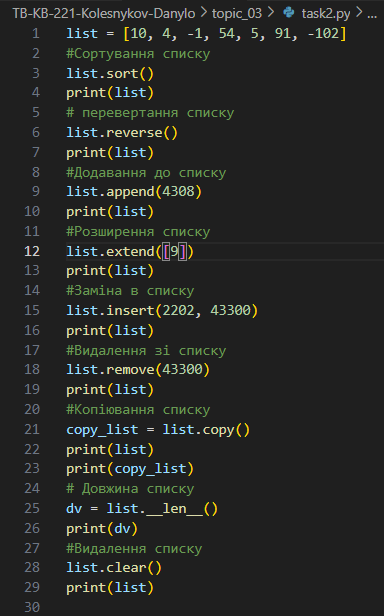 TB-KB-221-Kolesnykov-Danylo > topic_03 > task2.py > ...
1 list = [10, 4, -1, 54, 5, 91, -102]
2 #Сортування списку
3 list.sort()
4 print(list)
5 # перевертання списку
6 list.reverse()
7 print(list)
8 #Додавання до списку
9 list.append(4308)
10 print(list)
11 #Розширення списку
12 list.extend([9])
13 print(list)
14 #Заміна в списку
15 list.insert(2202, 43300)
16 print(list)
17 #Видалення зі списку
18 list.remove(43300)
19 print(list)
20 #Копіювання списку
21 copy_list = list.copy()
22 print(list)
23 print(copy_list)
24 # Довжина списку
25 dv = list.__len__()
26 print(dv)
27 #Видалення списку
28 list.clear()
29 print(list)
30